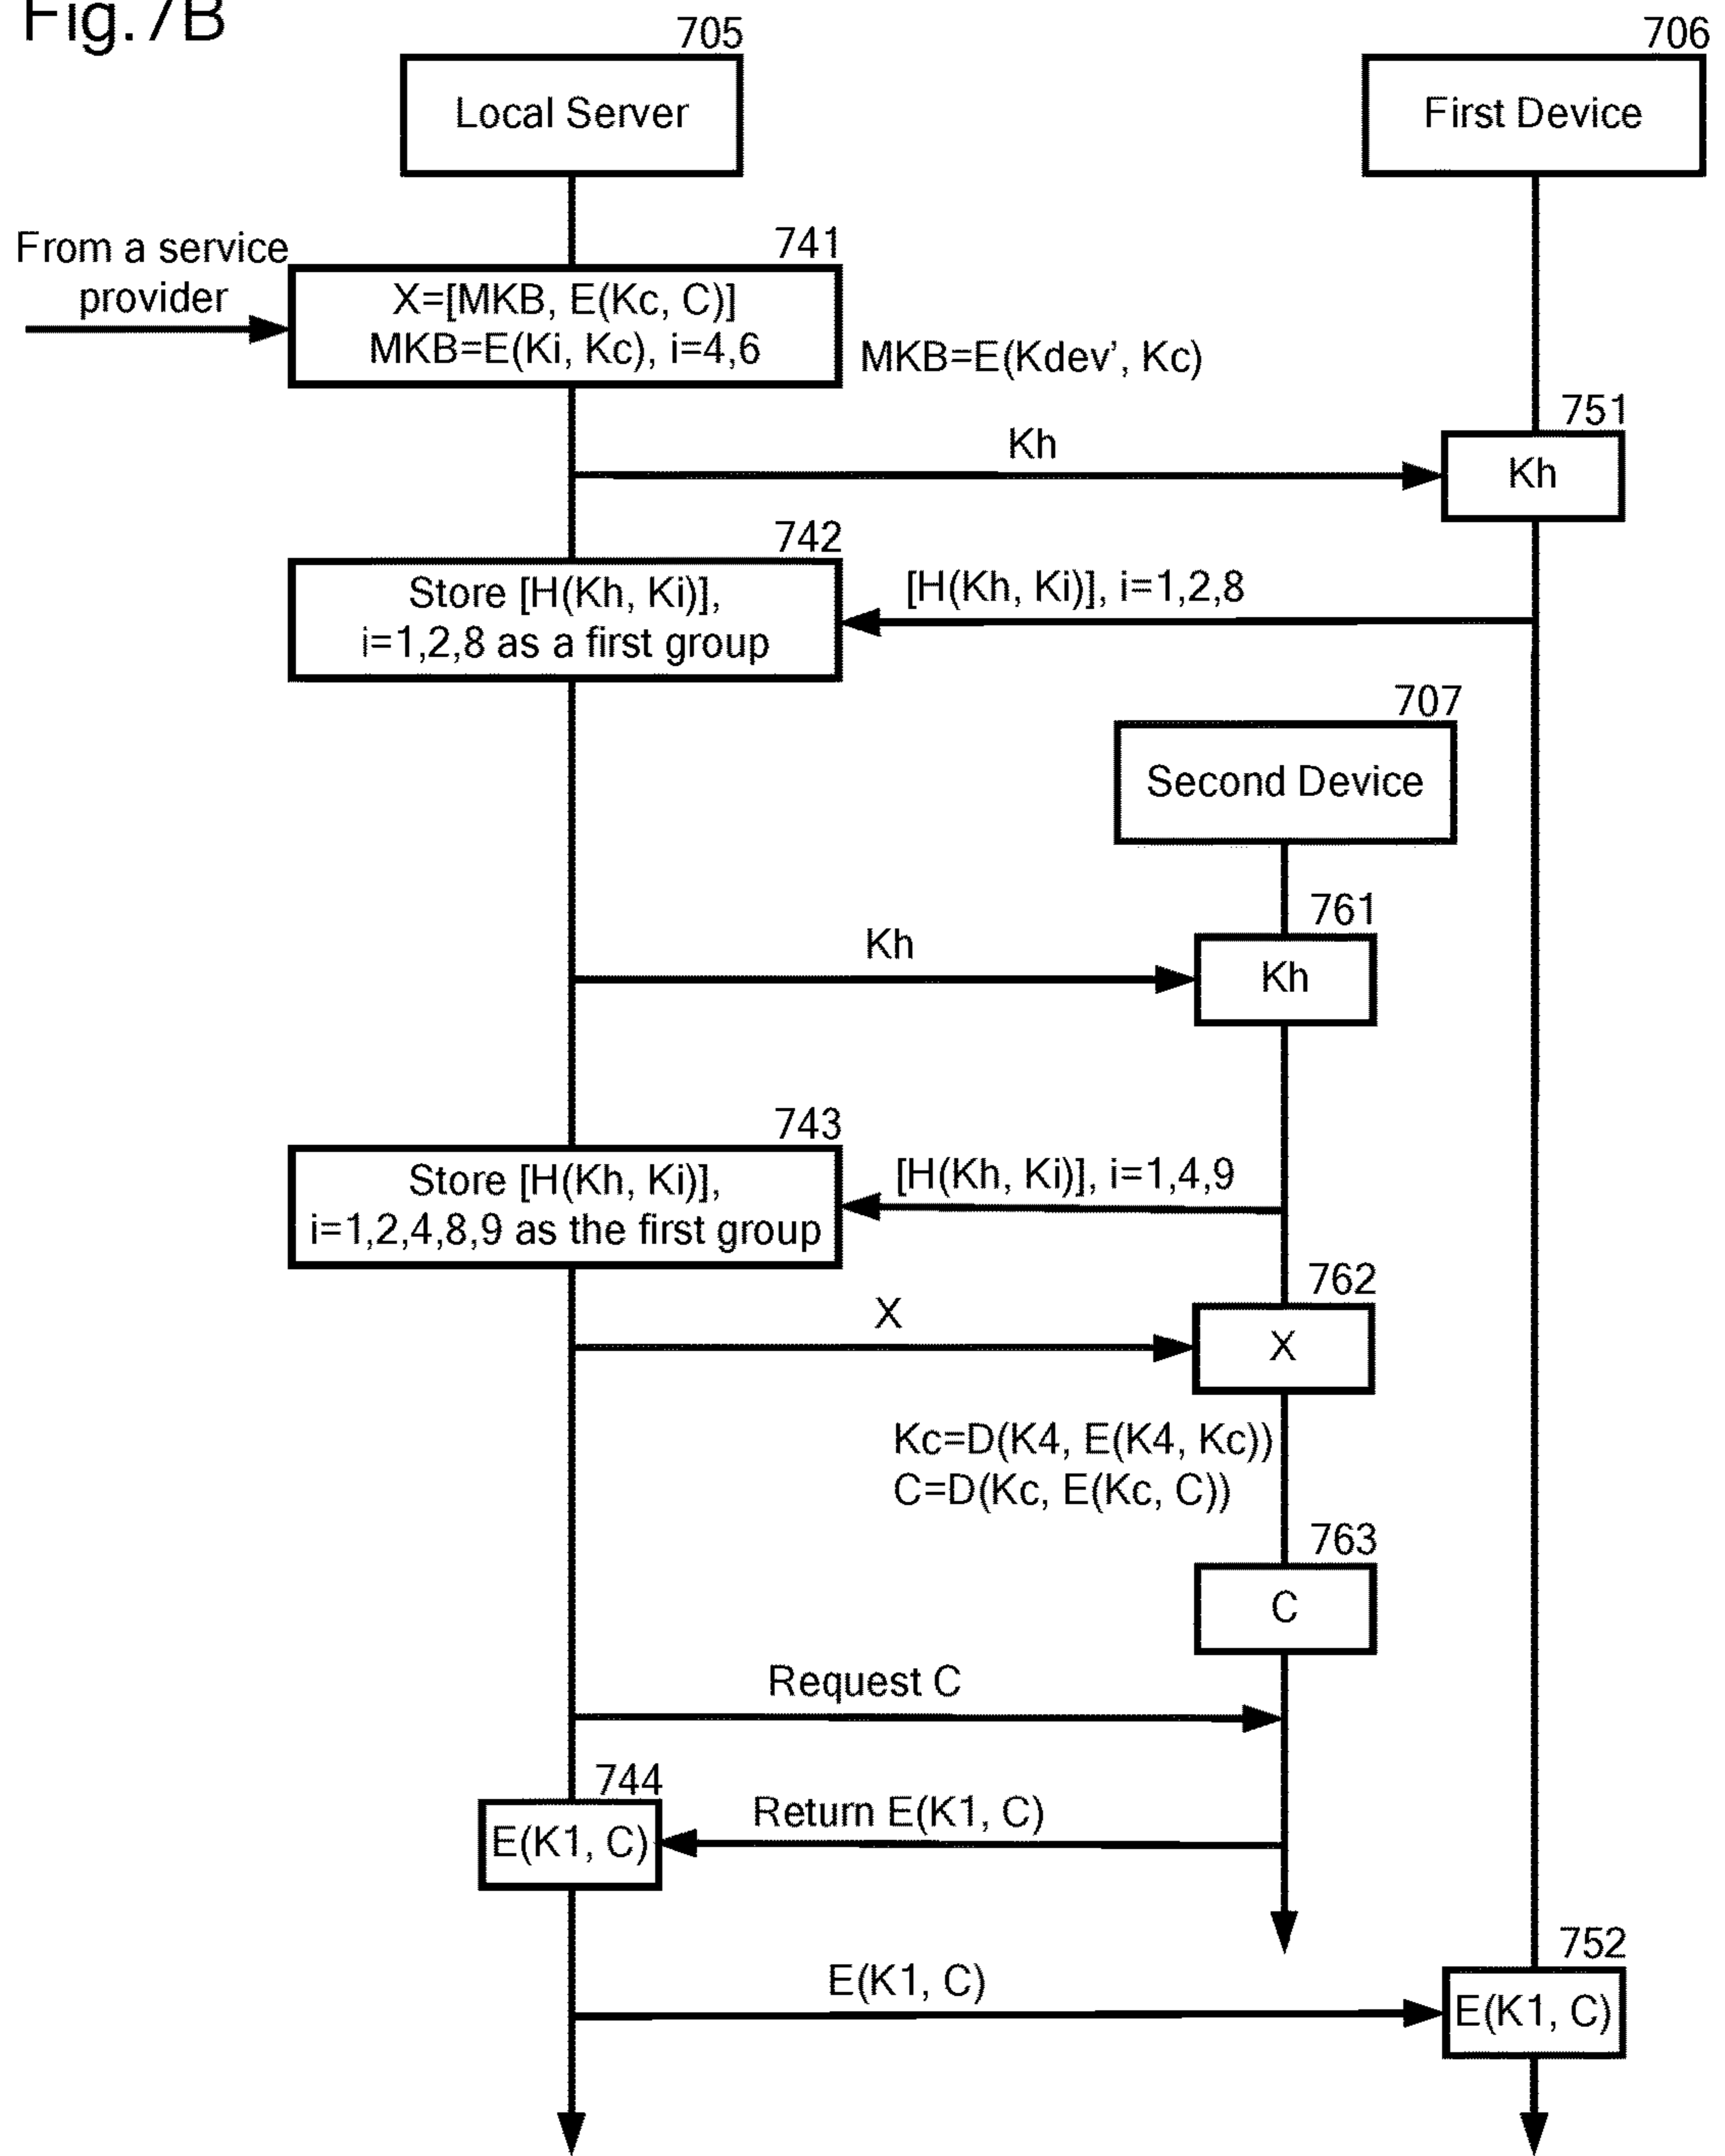 Fig.7B
705
706
Local Server
First Device
From a service
provider
741
X=[MKB, E(Kc, C)]
MKB=E(Ki, Kc), i=4,6
MKB=E(Kdev’, Kc)
751
Kh
Kh
742
Store [H(Kh, Ki)],
i=1,2,8 as a first group
[H(Kh, Ki)], i=1,2,8
707
Second Device
761
Kh
Kh
743
Store [H(Kh, Ki)],
i=1,2,4,8,9 as the first group
[H(Kh, Ki)], i=1,4,9
762
X
X
Kc=D(K4, E(K4, Kc))
C=D(Kc, E(Kc, C))
763
C
Request C
744
E(K1, C)
Return E(K1, C)
752
E(K1, C)
E(K1, C)